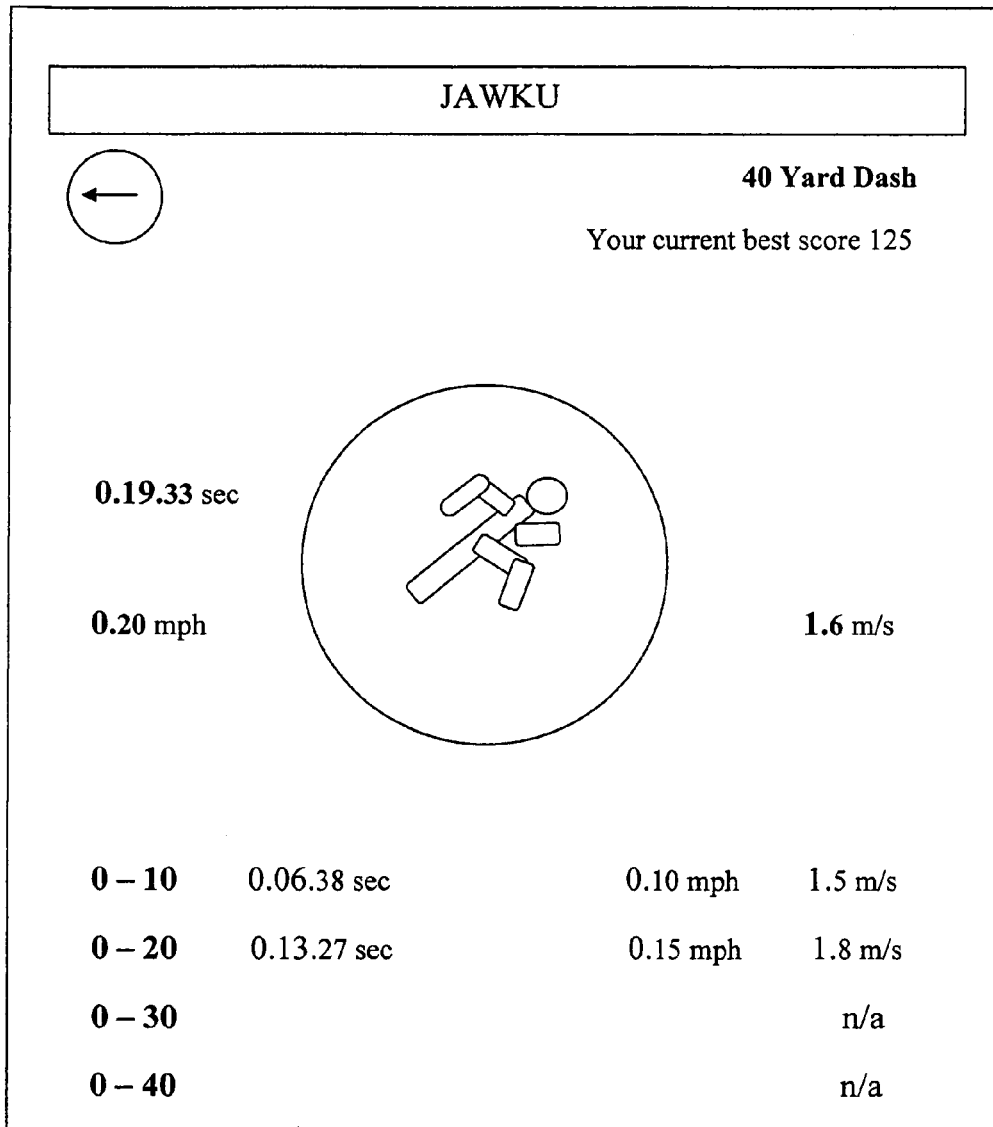 JAWKU
40 Yard Dash
Your current best score 125
0.19.33 sec
0.20 mph 1.6 m/s
0 – 10 0.06.38 sec 0.10 mph 1.5 m/s
0 – 20 0.13.27 sec 0.15 mph 1.8 m/s
0 – 30 n/a
0 – 40 n/a